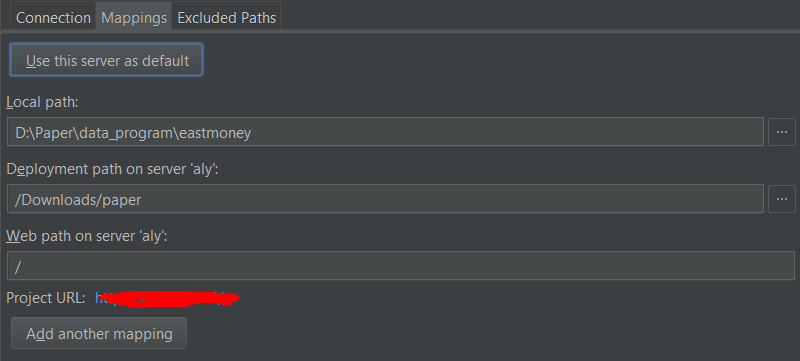 Connection Mappings Excluded Paths
Use this server as default
Local path:
D:\Paper\data_program\eastmoney
...
Deployment path on server 'aly':
/Downloads/paper
...
Web path on server 'aly':
/
Project URL:
Add another mapping